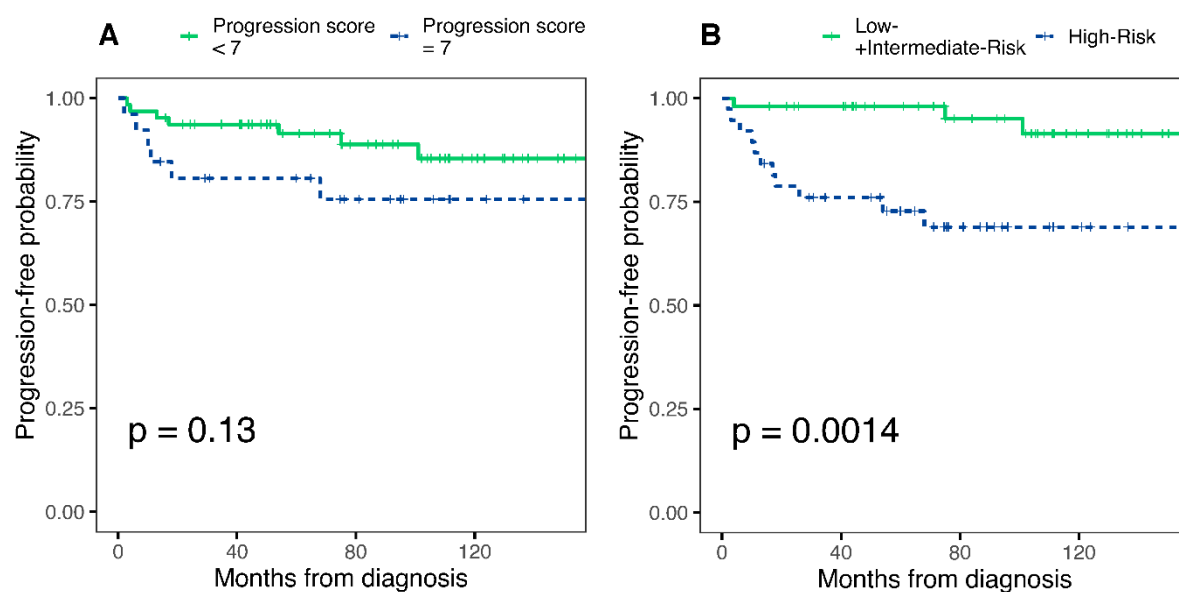 A
Progression score
< 7
Progression score
= 7
Progression-free probability
1.00
0.75
0.50
0.25
0.00
p = 0.13
0 40 80 120
Months from diagnosis
B
Low-
+Intermediate-Risk
High-Risk
Progression-free probability
1.00
0.75
0.50
0.25
0.00
p = 0.0014
0 40 80 120
Months from diagnosis